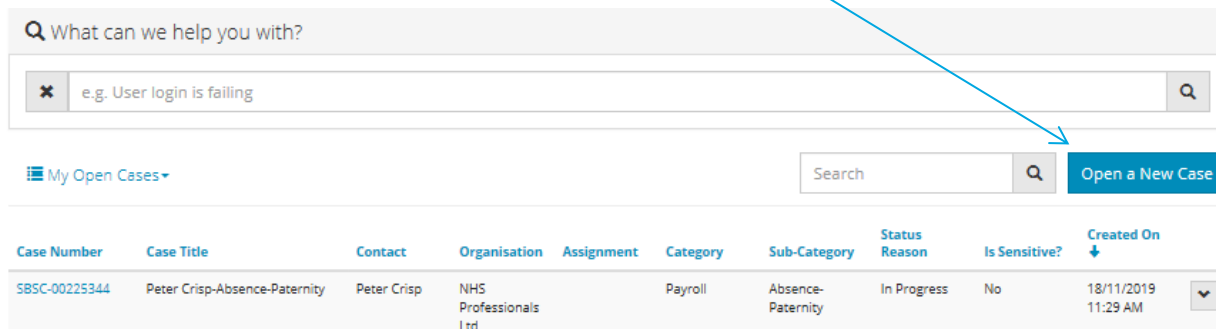 What can we help you with?
e.g. User login is failing
My Open Cases
Search
Open a New Case
Case Number Case Title Contact Organisation Assignment Category Sub-Category Status Reason Is Sensitive? Created On
SBSC-00225344 Peter Crisp-Absence-Paternity Peter Crisp NHS Professionals Ltd Payroll Absence-Paternity In Progress No 18/11/2019 11:29 AM